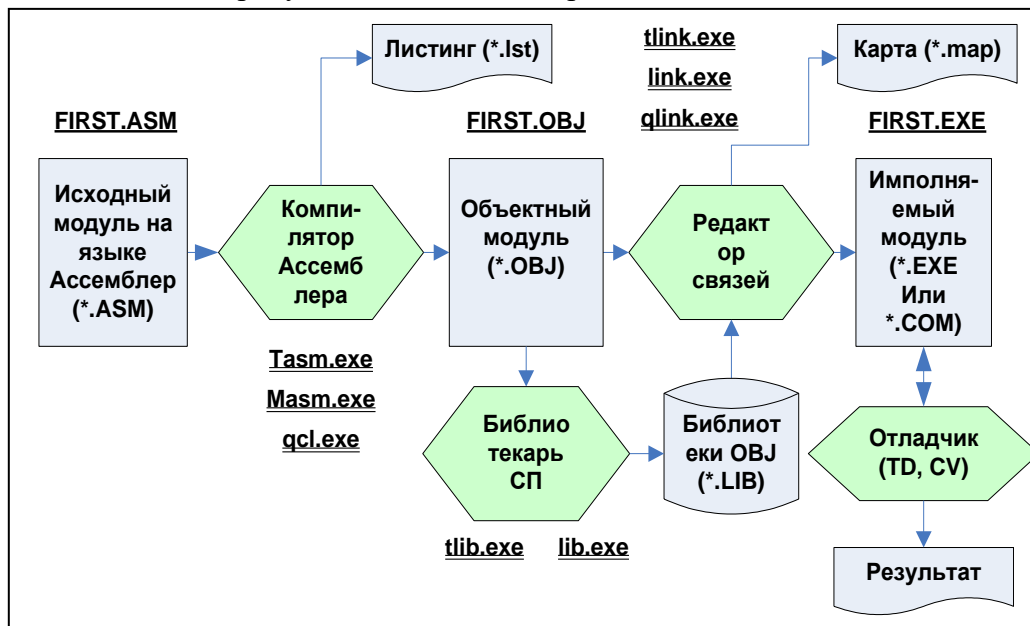 Листинг (*.lst)
tlink.exe
link.exe
qlink.exe
Карта (*.map)
FIRST.ASM
FIRST.OBJ
FIRST.EXE
Исходный
модуль на
языке
Ассемблер
(*.ASM)
Компи-
лятор
Ассемб
лера
Объектный
модуль
(*.OBJ)
Редакт
ор
связей
Имполня-
емый
модуль
(*.EXE
Или
*.COM)
Tasm.exe
Masm.exe
qcl.exe
Библио
текарь
СП
Библиот
еки OBJ
(*.LIB)
Отладчик
(TD, CV)
tlib.exe
lib.exe
Результат